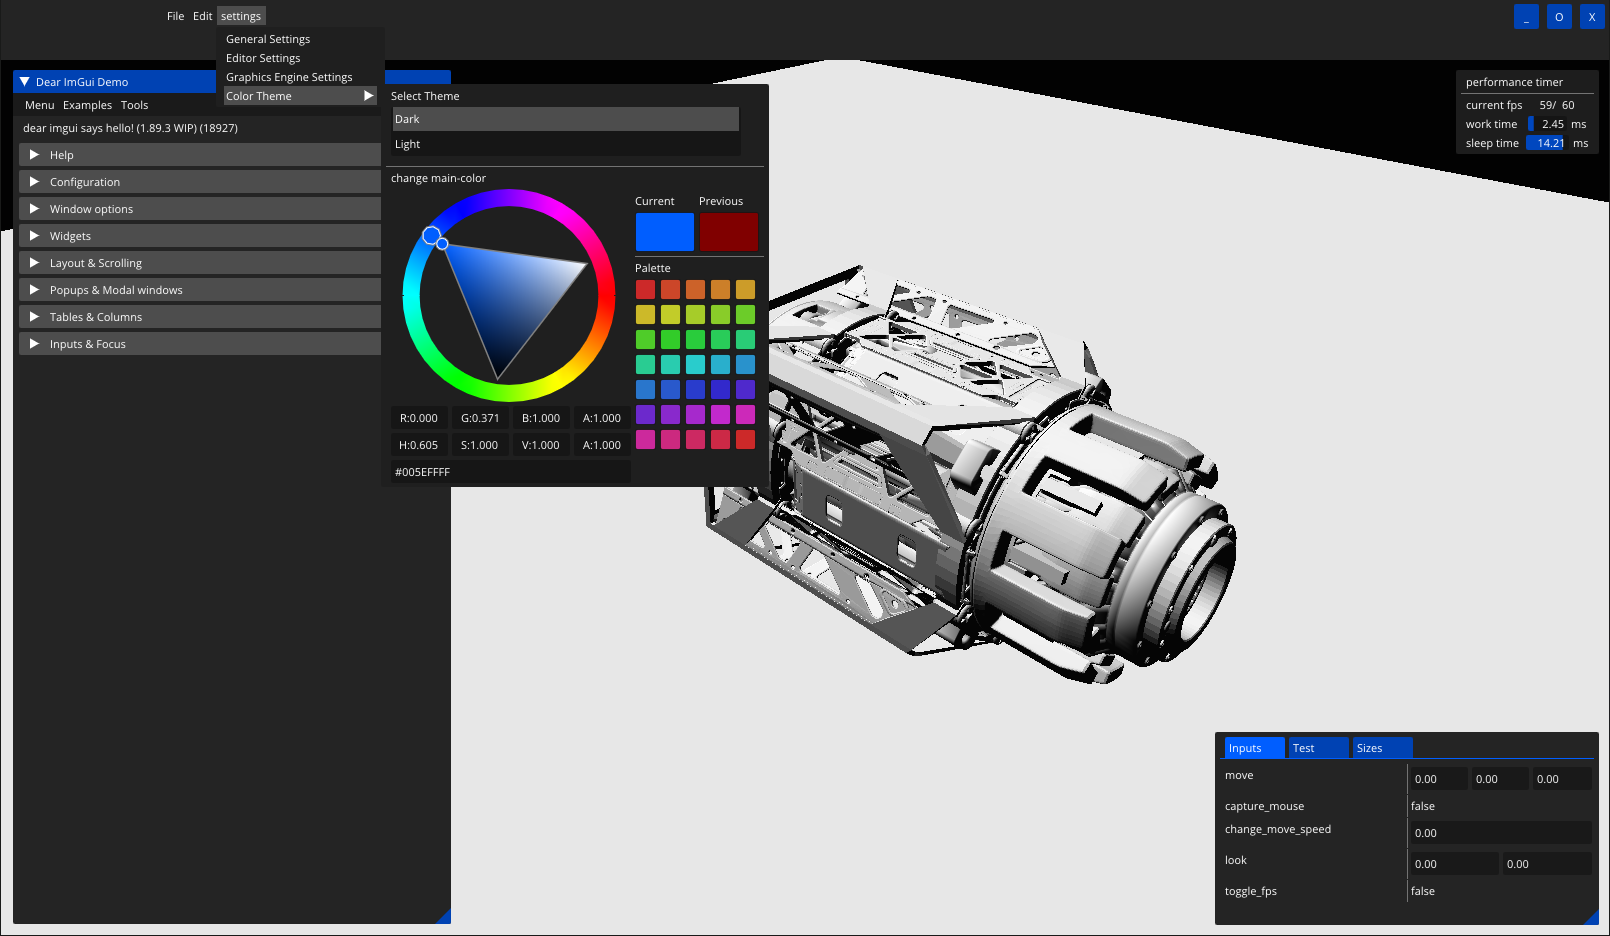 File Edit settings
_ O X
General Settings
Editor Settings
Graphics Engine Settings
Color Theme
Dear ImGui Demo
Menu Examples Tools
dear imgui says hello! (1.89.3 WIP) (18927)
Help
Configuration
Window options
Widgets
Layout & Scrolling
Popups & Modal windows
Tables & Columns
Inputs & Focus
Select Theme
Dark
Light
change main-color
Current Previous
Palette
R:0.000 G:0.371 B:1.000 A:1.000
H:0.605 S:1.000 V:1.000 A:1.000
#005EFFFF
performance timer
current fps 59/ 60
work time 2.45 ms
sleep time 14.21 ms
Inputs Test Sizes
move 0.00 0.00 0.00
capture_mouse false
change_move_speed 0.00
look 0.00 0.00
toggle_fps false